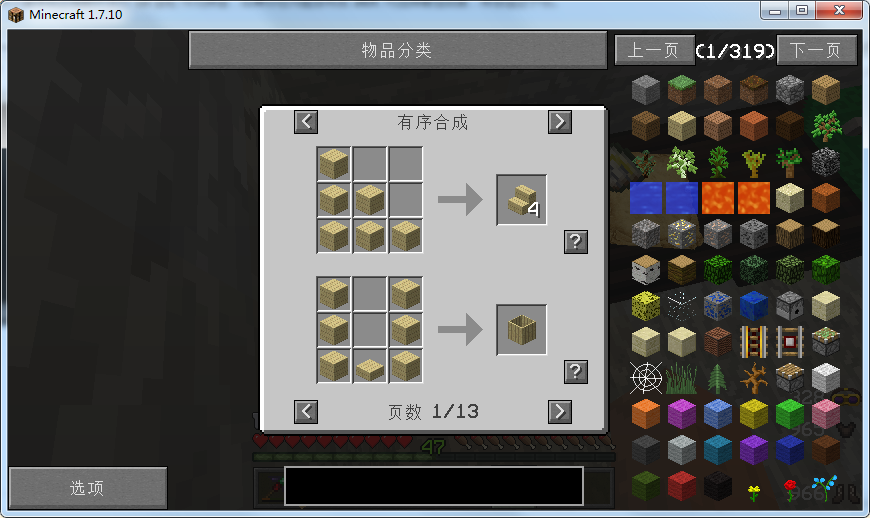 Minecraft 1.7.10
物品分类
上一页
(1/319)
下一页
有序合成
4
?
?
页数 1/13
47
选项